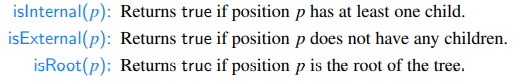 isInternal(p): Returns true if position p has at least one child.
isExternal(p): Returns true if position p does not have any children.
isRoot(p): Returns true if position p is the root of the tree.